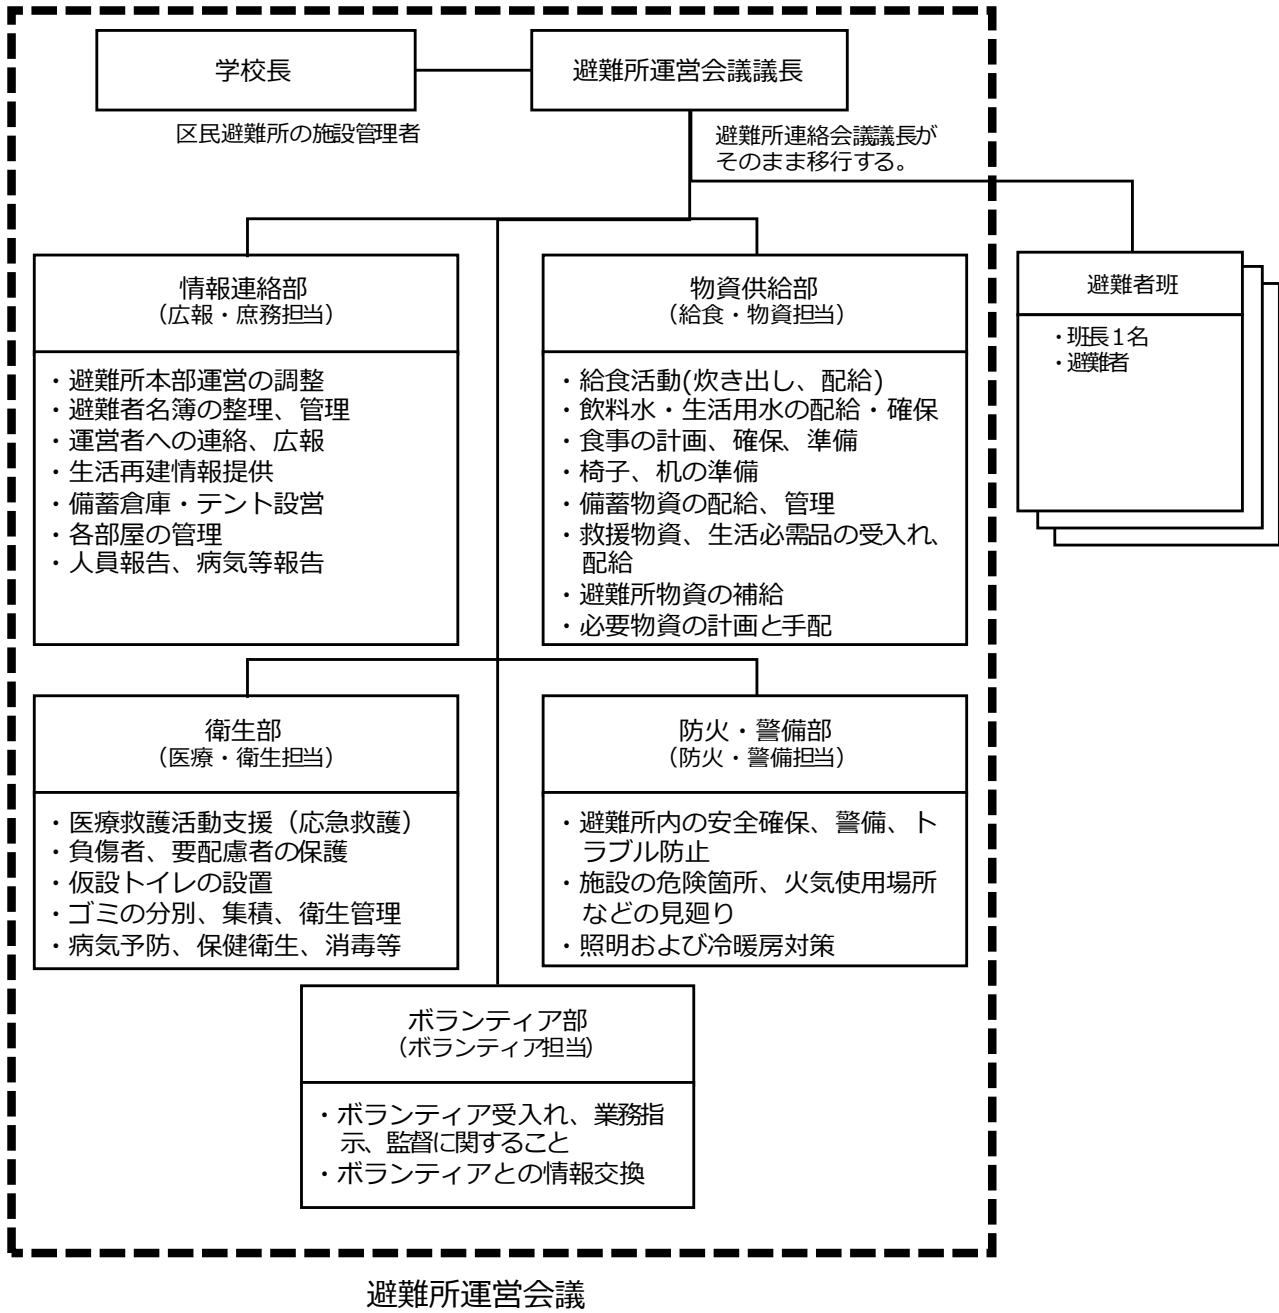 学校長
避難所運営会議議長
区民避難所の施設管理者
避難所連絡会議議長が
そのまま移行する。
情報連絡部
（広報・庶務担当）
・避難所本部運営の調整
・避難者名簿の整理、管理
・運営者への連絡、広報
・生活再建情報提供
・備蓄倉庫・テント設営
・各部屋の管理
・人員報告、病気等報告
物資供給部
（給食・物資担当）
・給食活動(炊き出し、配給)
・飲料水・生活用水の配給・確保
・食事の計画、確保、準備
・椅子、机の準備
・備蓄物資の配給、管理
・救援物資、生活必需品の受入れ、
配給
・避難所物資の補給
・必要物資の計画と手配
避難者班
・班長１名
・避難者
衛生部
（医療・衛生担当）
・医療救護活動支援（応急救護）
・負傷者、要配慮者の保護
・仮設トイレの設置
・ゴミの分別、集積、衛生管理
・病気予防、保健衛生、消毒等
防火・警備部
（防火・警備担当）
・避難所内の安全確保、警備、ト
ラブル防止
・施設の危険箇所、火気使用場所
などの見廻り
・照明および冷暖房対策
ボランティア部
（ボランティア担当）
・ボランティア受入れ、業務指
示、監督に関すること
・ボランティアとの情報交換
避難所運営会議